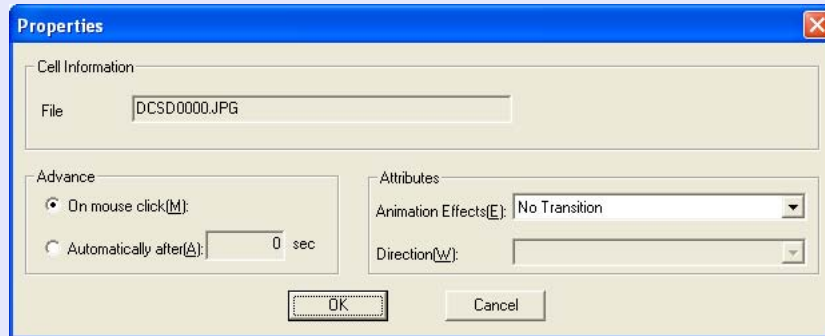 Properties
Cell Information
File DCSD0000.JPG
Advance
On mouse click(M):
Automatically after(A): 0 sec
Attributes
Animation Effects(E): No Transition
Direction(W):
OK Cancel